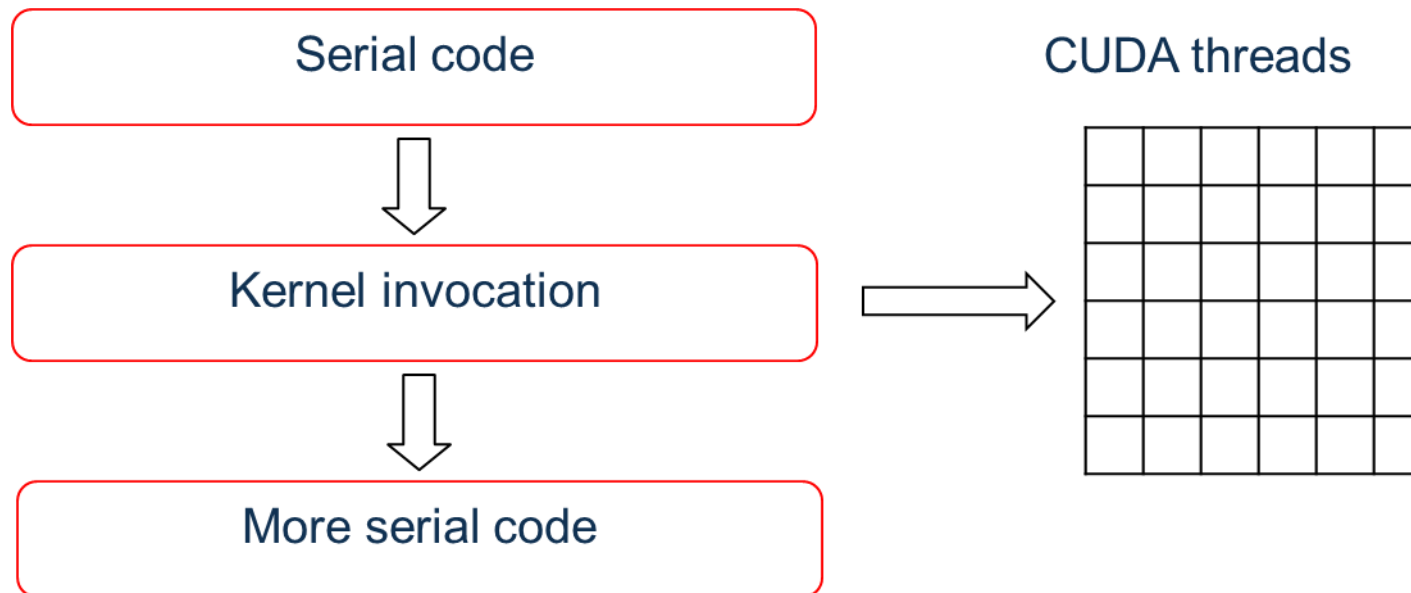 Serial code
CUDA threads
Kernel invocation
More serial code